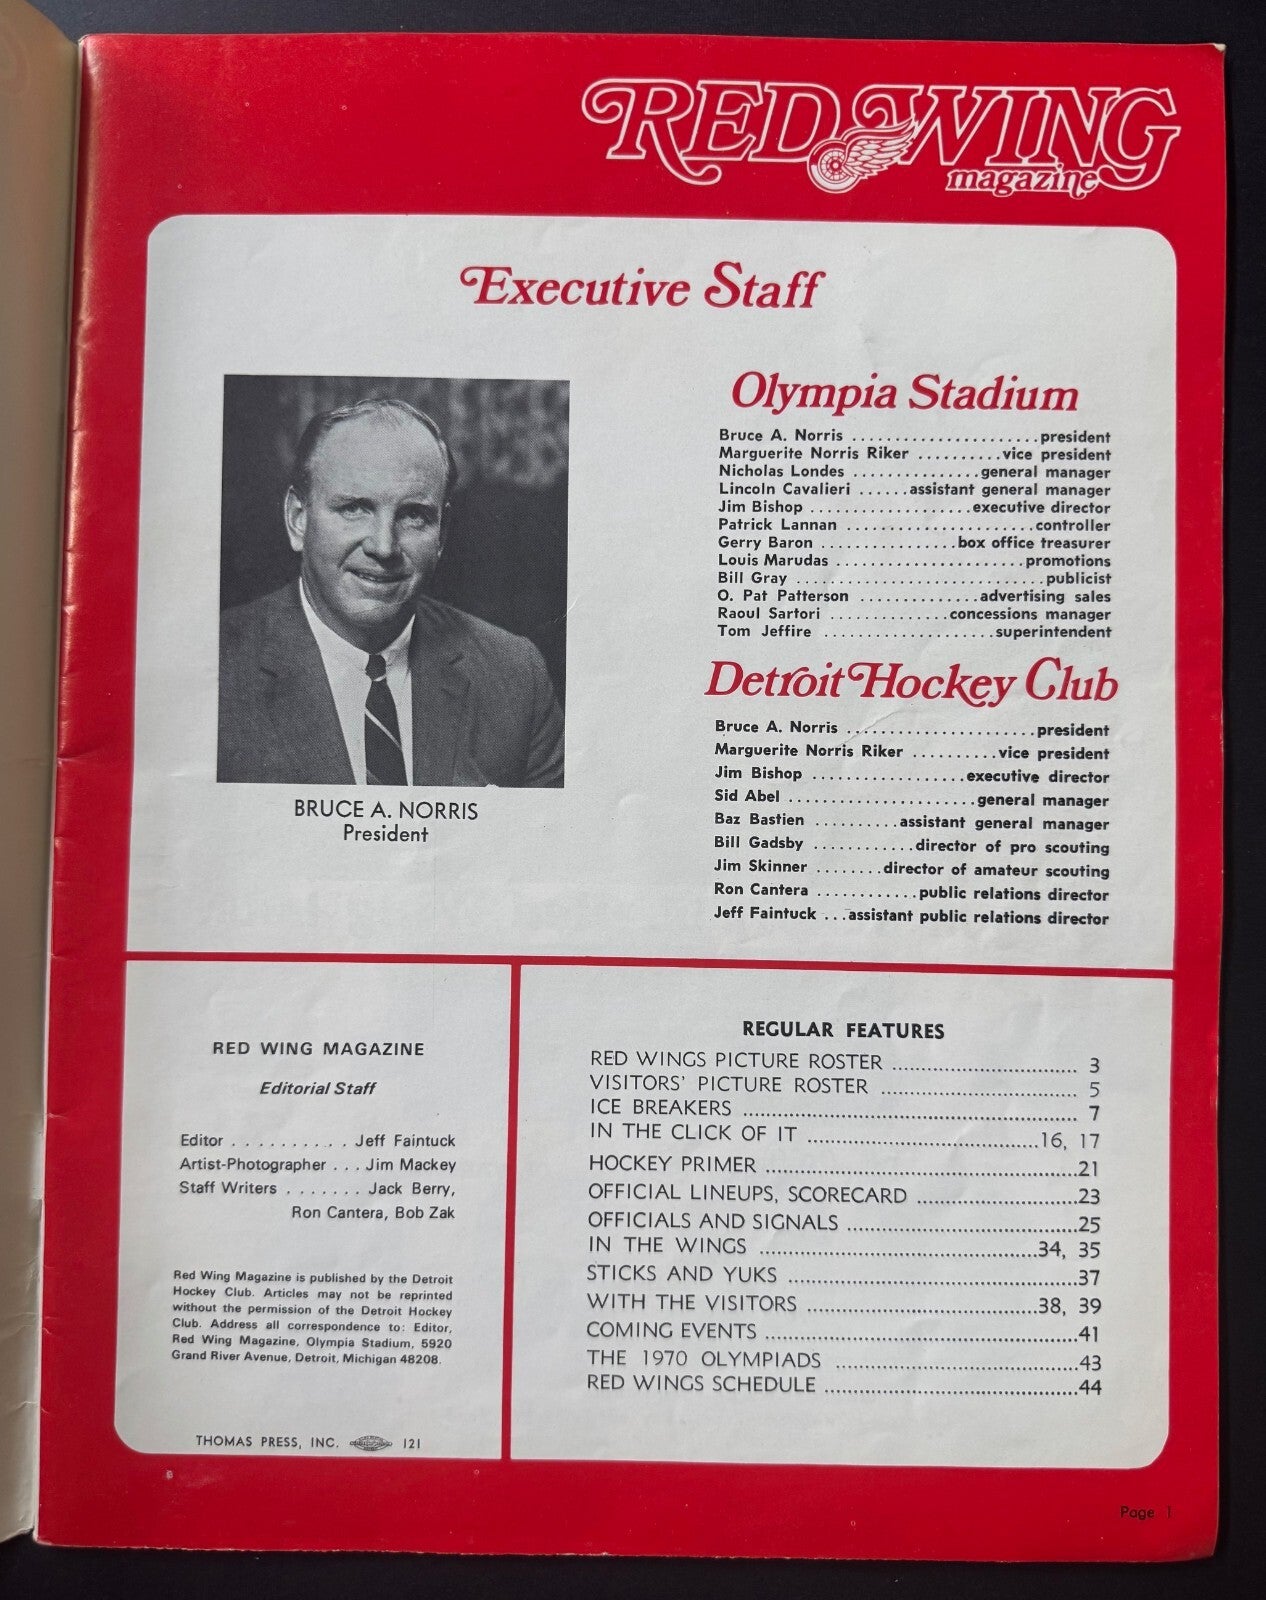 RED WING
magazine
Executive Staff
BRUCE A. NORRIS
President
Olympia Stadium
Bruce A. Norris ......................president
Marguerite Norris Riker ..........vice president
Nicholas Londes ...............general manager
Lincoln Cavalieri ......assistant general manager
Jim Bishop ...................executive director
Patrick Lannan ......................controller
Gerry Baron ................box office treasurer
Louis Marudas ......................promotions
Bill Gray .............................publicist
O. Pat Patterson ..............advertising sales
Raoul Sartori ..............concessions manager
Tom Jeffire ....................superintendent
Detroit Hockey Club
Bruce A. Norris ......................president
Marguerite Norris Riker ..........vice president
Jim Bishop ..................executive director
Sid Abel ......................general manager
Baz Bastien ..........assistant general manager
Bill Gadsby ............director of pro scouting
Jim Skinner ........director of amateur scouting
Ron Cantera ............public relations director
Jeff Faintuck ...assistant public relations director
RED WING MAGAZINE
Editorial Staff
Editor .......... Jeff Faintuck
Artist-Photographer ... Jim Mackey
Staff Writers ....... Jack Berry,
Ron Cantera, Bob Zak
Red Wing Magazine is published by the Detroit
Hockey Club. Articles may not be reprinted
without the permission of the Detroit Hockey
Club. Address all correspondence to: Editor,
Red Wing Magazine, Olympia Stadium, 5920
Grand River Avenue, Detroit, Michigan 48208.
THOMAS PRESS, INC. 121
REGULAR FEATURES
RED WINGS PICTURE ROSTER ................................. 3
VISITORS' PICTURE ROSTER ................................... 5
ICE BREAKERS ........................................................... 7
IN THE CLICK OF IT ........................................16, 17
HOCKEY PRIMER ......................................................21
OFFICIAL LINEUPS, SCORECARD ............................23
OFFICIALS AND SIGNALS ........................................25
IN THE WINGS ................................................34, 35
STICKS AND YUKS ...................................................37
WITH THE VISITORS ........................................38, 39
COMING EVENTS ......................................................41
THE 1970 OLYMPIADS ..........................................43
RED WINGS SCHEDULE ............................................44
Page 1